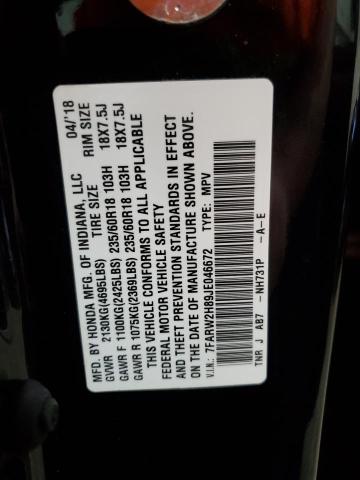 MFD. BY HONDA MFG. OF INDIANA, LLC 04/'18
GVWR 2130KG(4695LBS) TIRE SIZE RIM SIZE
GAWR F 1100KG(2425LBS) 235/60R18 103H 18X7.5J
GAWR R 1075KG(2369LBS) 235/60R18 103H 18X7.5J
THIS VEHICLE CONFORMS TO ALL APPLICABLE
FEDERAL MOTOR VEHICLE SAFETY
AND THEFT PREVENTION STANDARDS IN EFFECT
ON THE DATE OF MANUFACTURE SHOWN ABOVE.
V.I.N.: 7FARW2H89JE046672 TYPE: MPV
TNR J AB7 -NH731P -A-E